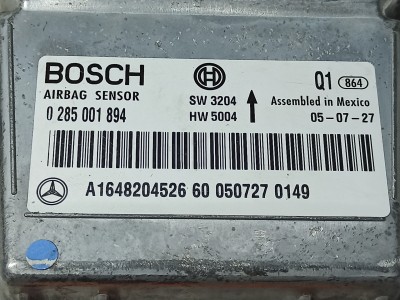 BOSCH
AIRBAG SENSOR
0 285 001 894
SW 3204
HW 5004
Q1 864
Assembled in Mexico
05-07-27
A1648204526 60 050727 0149